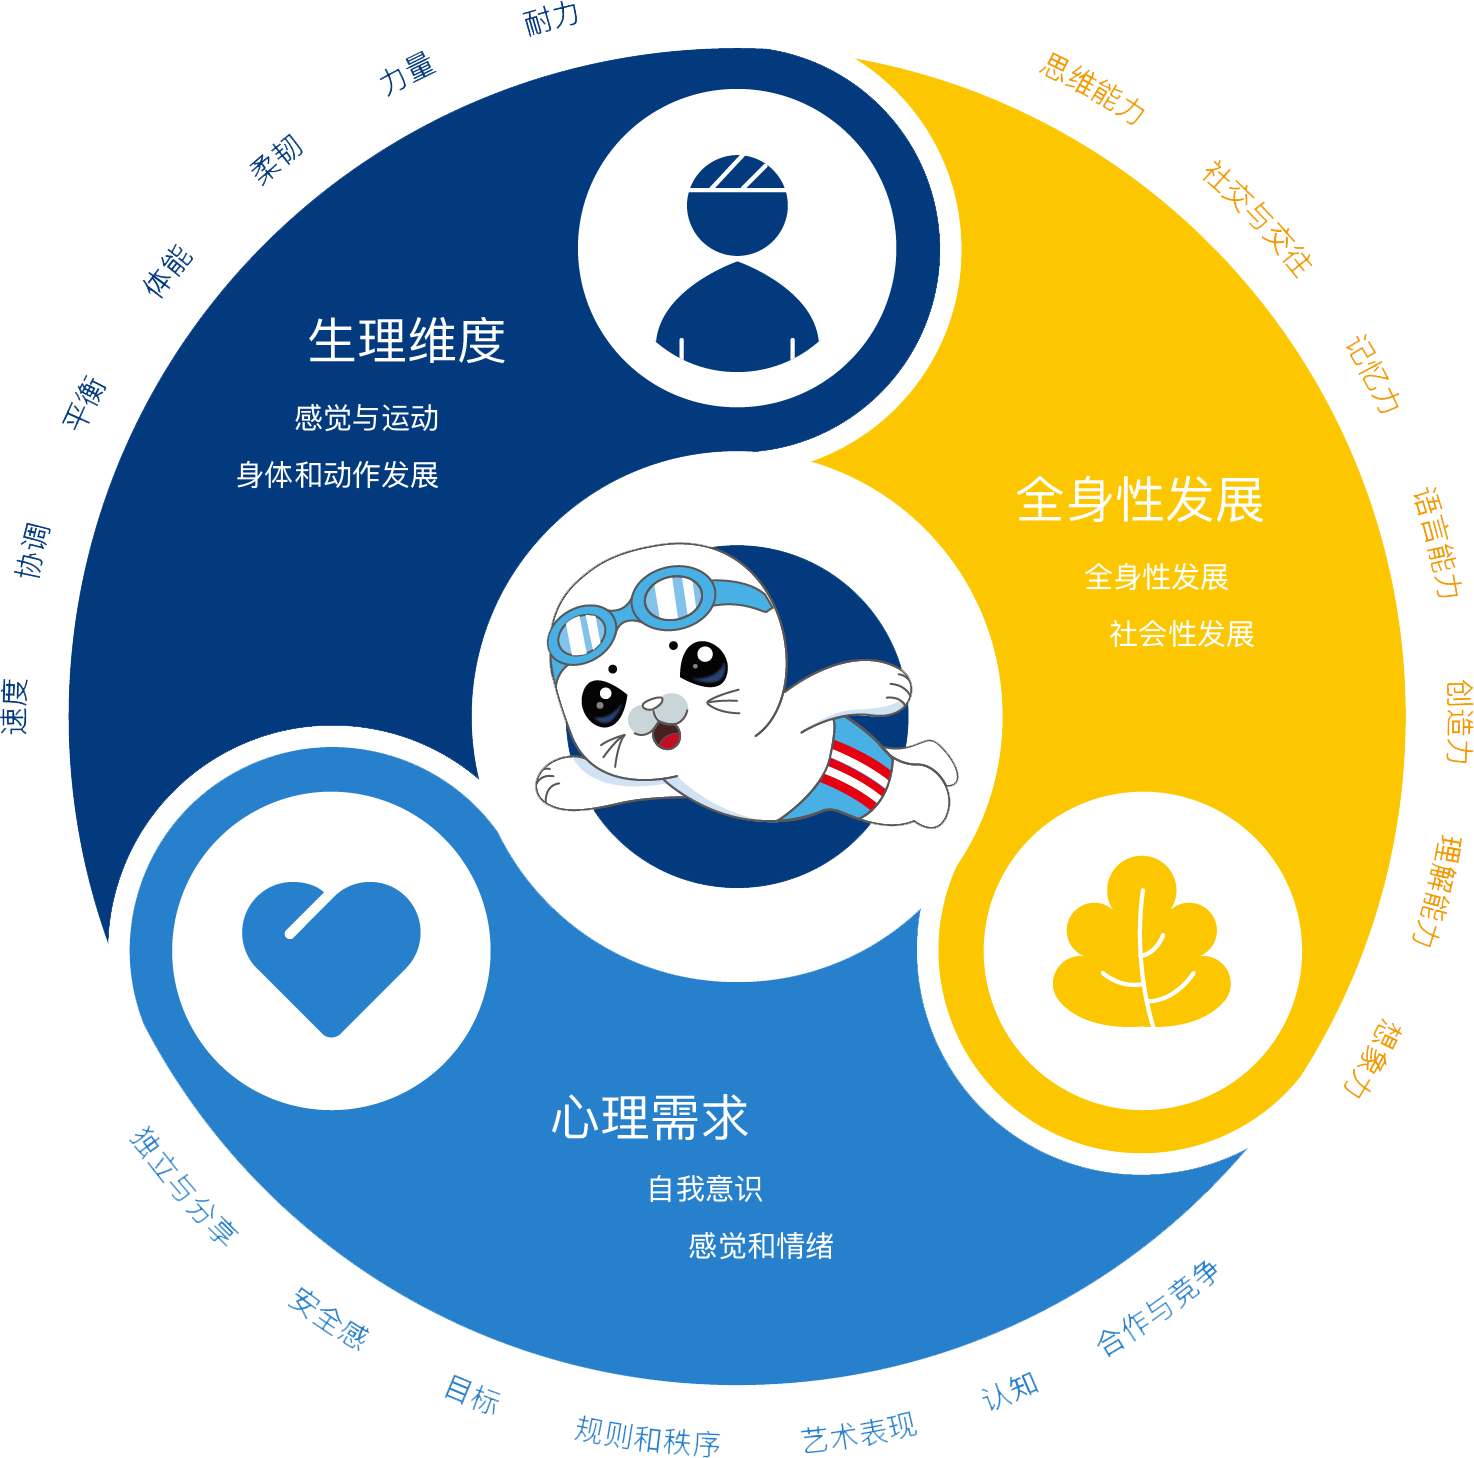 耐力
力量
柔韧
体能
平衡
协调
速度
生理维度
感觉与运动
身体和动作发展
思维能力
社交与交往
记忆力
语言能力
创造力
理解能力
想象力
全身性发展
全身性发展
社会性发展
心理需求
自我意识
感觉和情绪
独立与分享
安全感
目标
规则和秩序
艺术表现
认知
合作与竞争